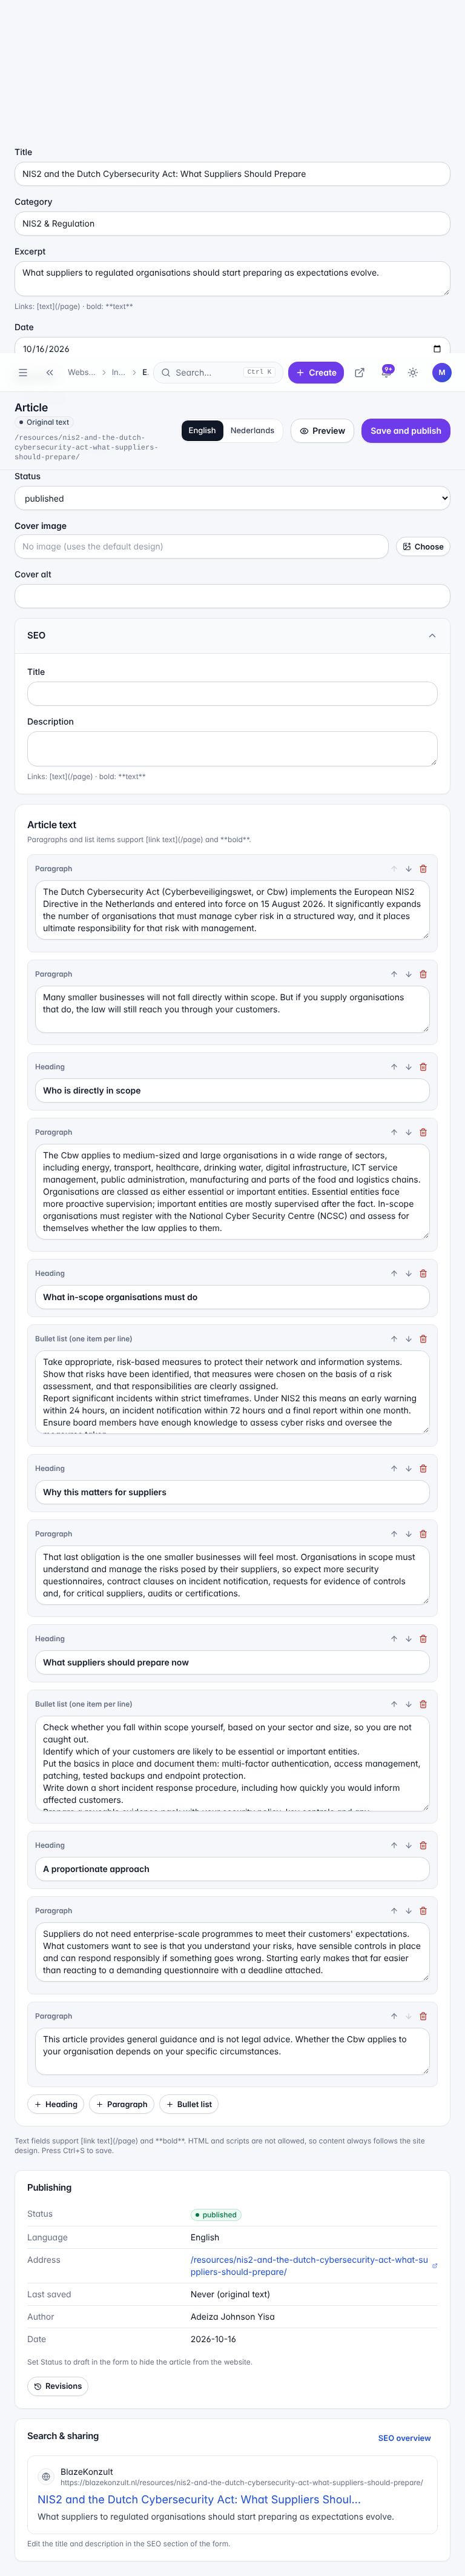 Title
NIS2 and the Dutch Cybersecurity Act: What Suppliers Should Prepare
Category
NIS2 & Regulation
Excerpt
What suppliers to regulated organisations should start preparing as expectations evolve.
Links: [text](/page) · bold: **text**
Date
10/16/2026
Webs... > In... > E.
Search... Ctrl K
+ Create
9+
M
Article
Original text
/resources/nis2-and-the-dutch-
cybersecurity-act-what-suppliers-
should-prepare/
English Nederlands
Preview
Save and publish
Status
published
Cover image
No image (uses the default design)
Choose
Cover alt
SEO
Title
Description
Links: [text](/page) · bold: **text**
Article text
Paragraphs and list items support [link text](/page) and **bold**.
Paragraph
The Dutch Cybersecurity Act (Cyberbeveiligingswet, or Cbw) implements the European NIS2
Directive in the Netherlands and entered into force on 15 August 2026. It significantly expands
the number of organisations that must manage cyber risk in a structured way, and it places
ultimate responsibility for that risk with management.
Paragraph
Many smaller businesses will not fall directly within scope. But if you supply organisations
that do, the law will still reach you through your customers.
Heading
Who is directly in scope
Paragraph
The Cbw applies to medium-sized and large organisations in a wide range of sectors,
including energy, transport, healthcare, drinking water, digital infrastructure, ICT service
management, public administration, manufacturing and parts of the food and logistics chains.
Organisations are classed as either essential or important entities. Essential entities face
more proactive supervision; important entities are mostly supervised after the fact. In-scope
organisations must register with the National Cyber Security Centre (NCSC) and assess for
themselves whether the law applies to them.
Heading
What in-scope organisations must do
Bullet list (one item per line)
Take appropriate, risk-based measures to protect their network and information systems.
Show that risks have been identified, that measures were chosen on the basis of a risk
assessment, and that responsibilities are clearly assigned.
Report significant incidents within strict timeframes. Under NIS2 this means an early warning
within 24 hours, an incident notification within 72 hours and a final report within one month.
Ensure board members have enough knowledge to assess cyber risks and oversee the
measures taken.
Heading
Why this matters for suppliers
Paragraph
That last obligation is the one smaller businesses will feel most. Organisations in scope must
understand and manage the risks posed by their suppliers, so expect more security
questionnaires, contract clauses on incident notification, requests for evidence of controls
and, for critical suppliers, audits or certifications.
Heading
What suppliers should prepare now
Bullet list (one item per line)
Check whether you fall within scope yourself, based on your sector and size, so you are not
caught out.
Identify which of your customers are likely to be essential or important entities.
Put the basics in place and document them: multi-factor authentication, access management,
patching, tested backups and endpoint protection.
Write down a short incident response procedure, including how quickly you would inform
affected customers.
Prepare a reusable evidence pack with your security policy, key controls and any
Heading
A proportionate approach
Paragraph
Suppliers do not need enterprise-scale programmes to meet their customers' expectations.
What customers want to see is that you understand your risks, have sensible controls in place
and can respond responsibly if something goes wrong. Starting early makes that far easier
than reacting to a demanding questionnaire with a deadline attached.
Paragraph
This article provides general guidance and is not legal advice. Whether the Cbw applies to
your organisation depends on your specific circumstances.
+ Heading + Paragraph + Bullet list
Text fields support [link text](/page) and **bold**. HTML and scripts are not allowed, so content always follows the site
design. Press Ctrl+S to save.
Publishing
Status published
Language English
Address /resources/nis2-and-the-dutch-cybersecurity-act-what-su
ppliers-should-prepare/
Last saved Never (original text)
Author Adeiza Johnson Yisa
Date 2026-10-16
Set Status to draft in the form to hide the article from the website.
Revisions
Search & sharing
SEO overview
BlazeKonzult
https://blazekonzult.nl/resources/nis2-and-the-dutch-cybersecurity-act-what-suppliers-should-prepare/
NIS2 and the Dutch Cybersecurity Act: What Suppliers Shoul...
What suppliers to regulated organisations should start preparing as expectations evolve.
Edit the title and description in the SEO section of the form.